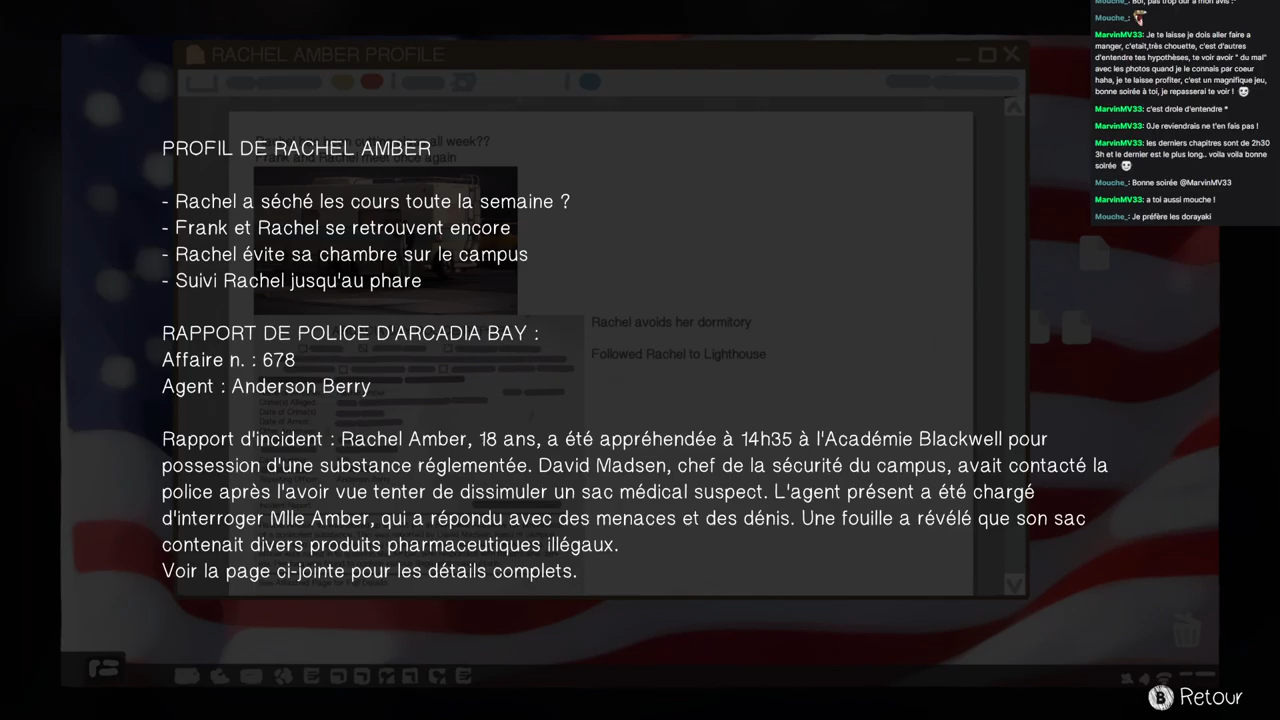 Mouche_: Bof, pas trop dur à mon avis :"
Mouche_:
MarvinMV33: Je te laisse je dois aller faire a
manger, c'etait,très chouette, c'est d'autres
d'entendre tes hypothèses, te voir avoir " du mal"
avec les photos quand je le connais par coeur
haha, je te laisse profiter, c'est un magnifique jeu,
bonne soirée à toi, je repasserai te voir !
MarvinMV33: c'est drole d'entendre *
MarvinMV33: 0Je reviendrais ne t'en fais pas !
MarvinMV33: les derniers chapitres sont de 2h30
3h et le dernier est le plus long.. voila voila bonne
soirée
Mouche_: Bonne soirée @MarvinMV33
MarvinMV33: a toi aussi mouche !
Mouche_: Je préfère les dorayaki
RACHEL AMBER PROFILE
PROFIL DE RACHEL AMBER
- Rachel a séché les cours toute la semaine ?
- Frank et Rachel se retrouvent encore
- Rachel évite sa chambre sur le campus
- Suivi Rachel jusqu'au phare
Rachel avoids her dormitory
Followed Rachel to Lighthouse
RAPPORT DE POLICE D'ARCADIA BAY :
Affaire n. : 678
Agent : Anderson Berry
Rapport d'incident : Rachel Amber, 18 ans, a été appréhendée à 14h35 à l'Académie Blackwell pour
possession d'une substance réglementée. David Madsen, chef de la sécurité du campus, avait contacté la
police après l'avoir vue tenter de dissimuler un sac médical suspect. L'agent présent a été chargé
d'interroger Mlle Amber, qui a répondu avec des menaces et des dénis. Une fouille a révélé que son sac
contenait divers produits pharmaceutiques illégaux.
Voir la page ci-jointe pour les détails complets.
Retour